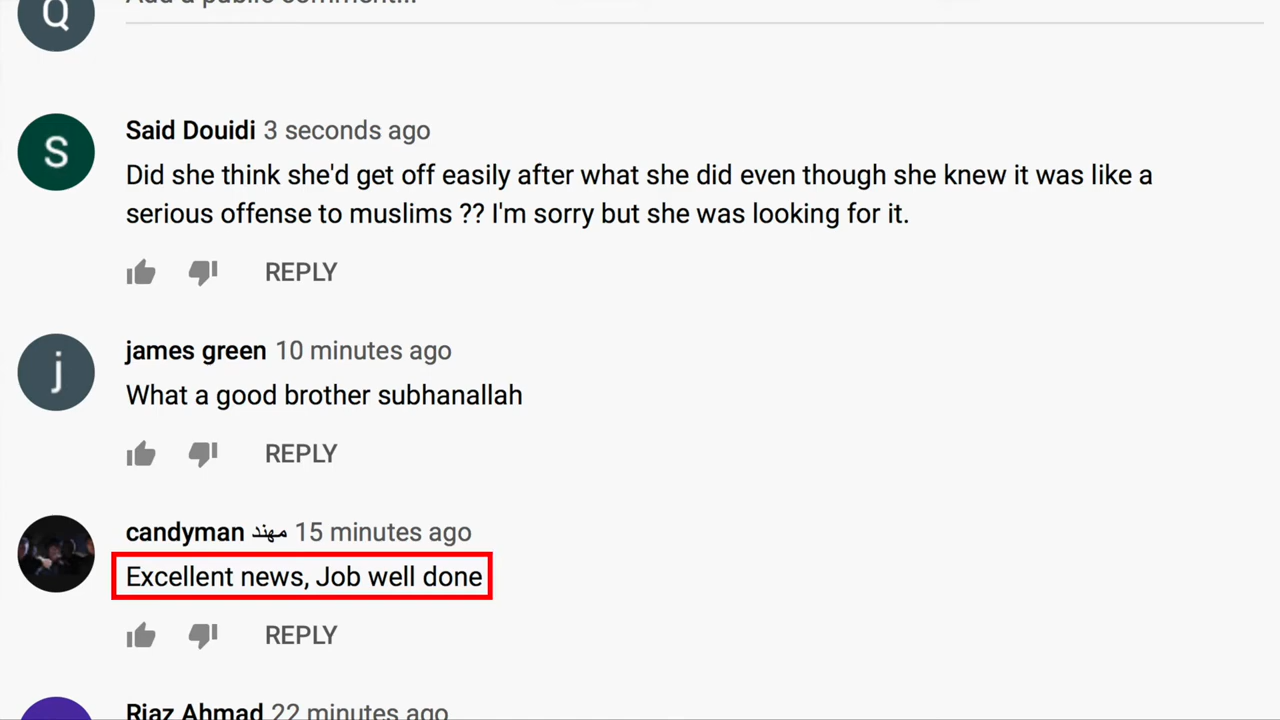 Q
Add a public comment...
S
Said Douidi 3 seconds ago
Did she think she'd get off easily after what she did even though she knew it was like a
serious offense to muslims ?? I'm sorry but she was looking for it.
REPLY
j
james green 10 minutes ago
What a good brother subhanallah
REPLY
candyman مهند 15 minutes ago
Excellent news, Job well done
REPLY
Riaz Ahmad 22 minutes ago